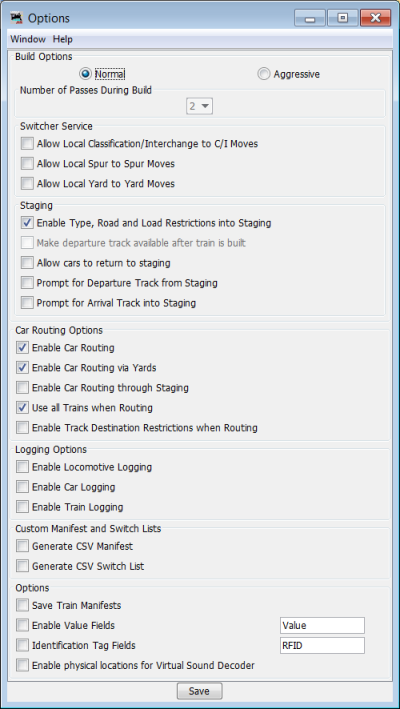 Options
Window Help
Build Options
Normal Aggressive
Number of Passes During Build
2
Switcher Service
Allow Local Classification/Interchange to C/I Moves
Allow Local Spur to Spur Moves
Allow Local Yard to Yard Moves
Staging
Enable Type, Road and Load Restrictions into Staging
Make departure track available after train is built
Allow cars to return to staging
Prompt for Departure Track from Staging
Prompt for Arrival Track into Staging
Car Routing Options
Enable Car Routing
Enable Car Routing via Yards
Enable Car Routing through Staging
Use all Trains when Routing
Enable Track Destination Restrictions when Routing
Logging Options
Enable Locomotive Logging
Enable Car Logging
Enable Train Logging
Custom Manifest and Switch Lists
Generate CSV Manifest
Generate CSV Switch List
Options
Save Train Manifests
Enable Value Fields Value
Identification Tag Fields RFID
Enable physical locations for Virtual Sound Decoder
Save